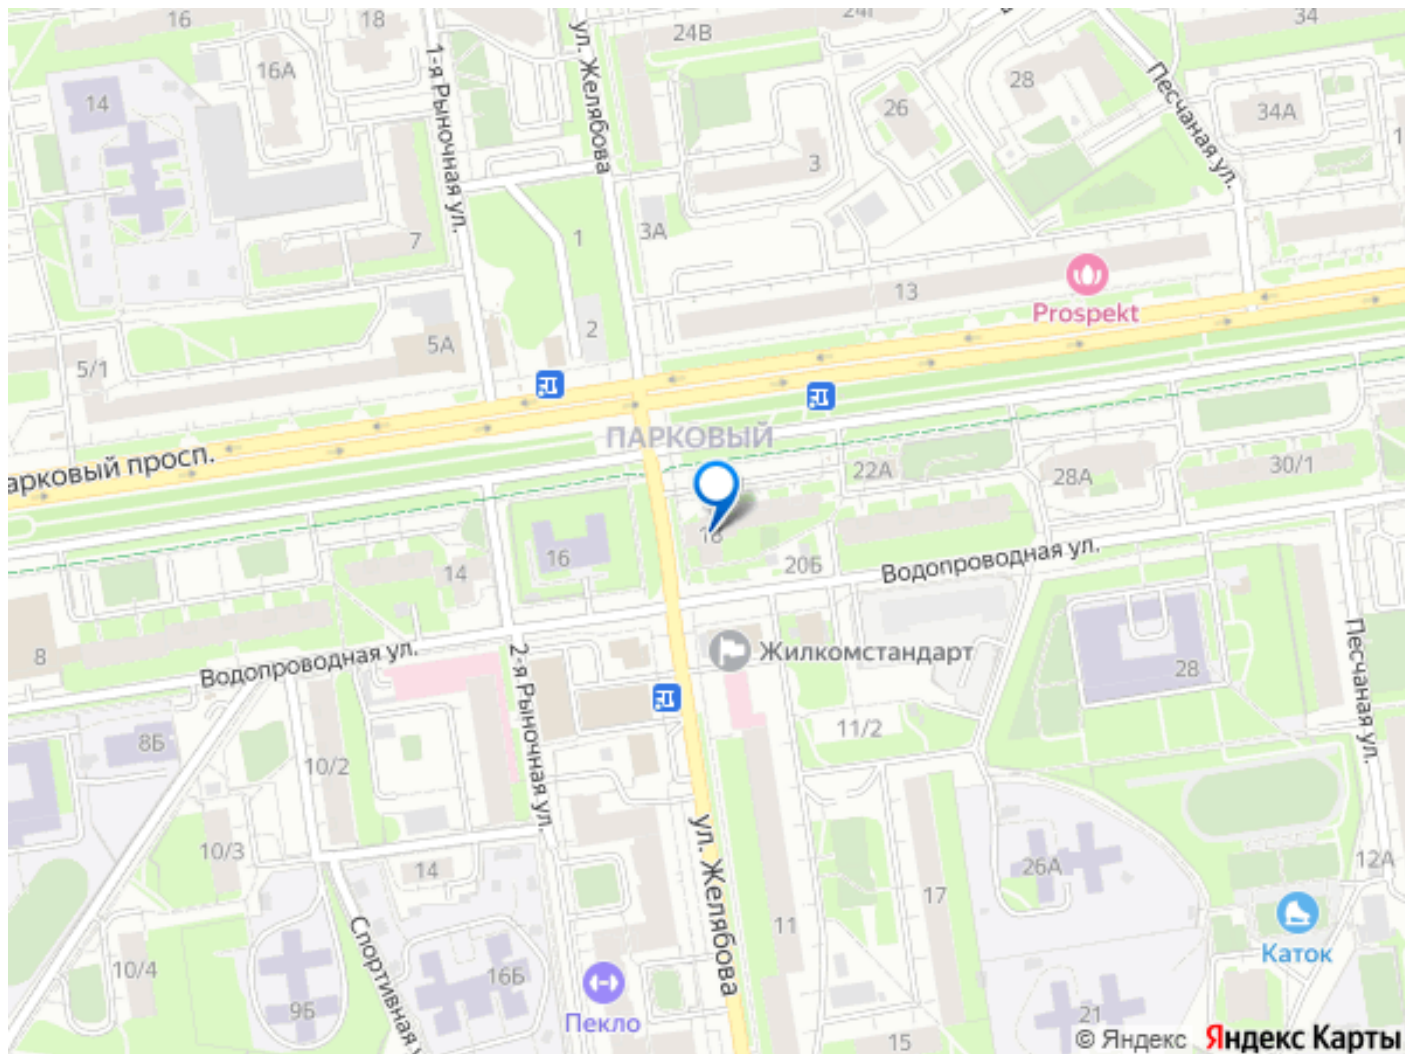 16
18
24В
24Г
34
16А
1-я Рыночная ул.
ул. Желябова
28
Песчаная ул.
14
26
34А
3
7
1
3А
13
Prospekt
2
5А
5/1
ПАРКОВЫЙ
арковый просп.
22А
28А
30/1
18
16
14
20Б
Водопроводная ул.
8
Водопроводная ул.
2-я Рыночная ул.
Жилкомстандарт
28
Песчаная ул.
8Б
10/2
11/2
10/3
14
ул. Желябова
26А
12А
17
11
Каток
10/4
9Б
Спортивная
16Б
Пекло
21
15
© Яндекс Яндекс Карты